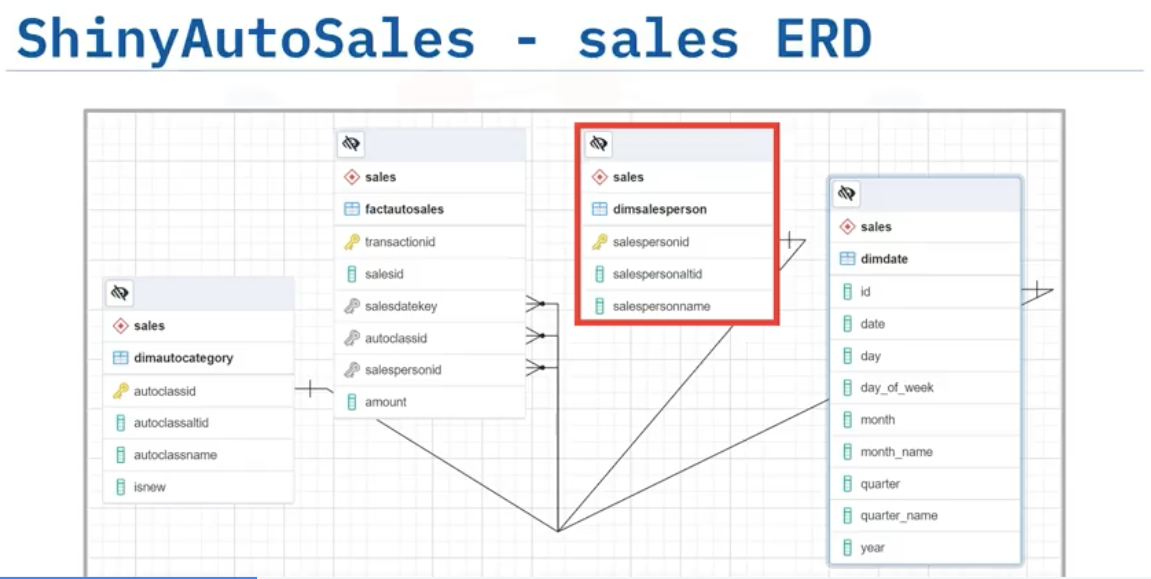 ShinyAutoSales - sales ERD
sales
dimautocategory
autoclassid
autoclassaltid
autoclassname
isnew
sales
factautosales
transactionid
salesid
salesdatekey
autoclassid
salespersonid
amount
sales
dimsalesperson
salespersonid
salespersonaltid
salespersonname
sales
dimdate
id
date
day
day_of_week
month
month_name
quarter
quarter_name
year